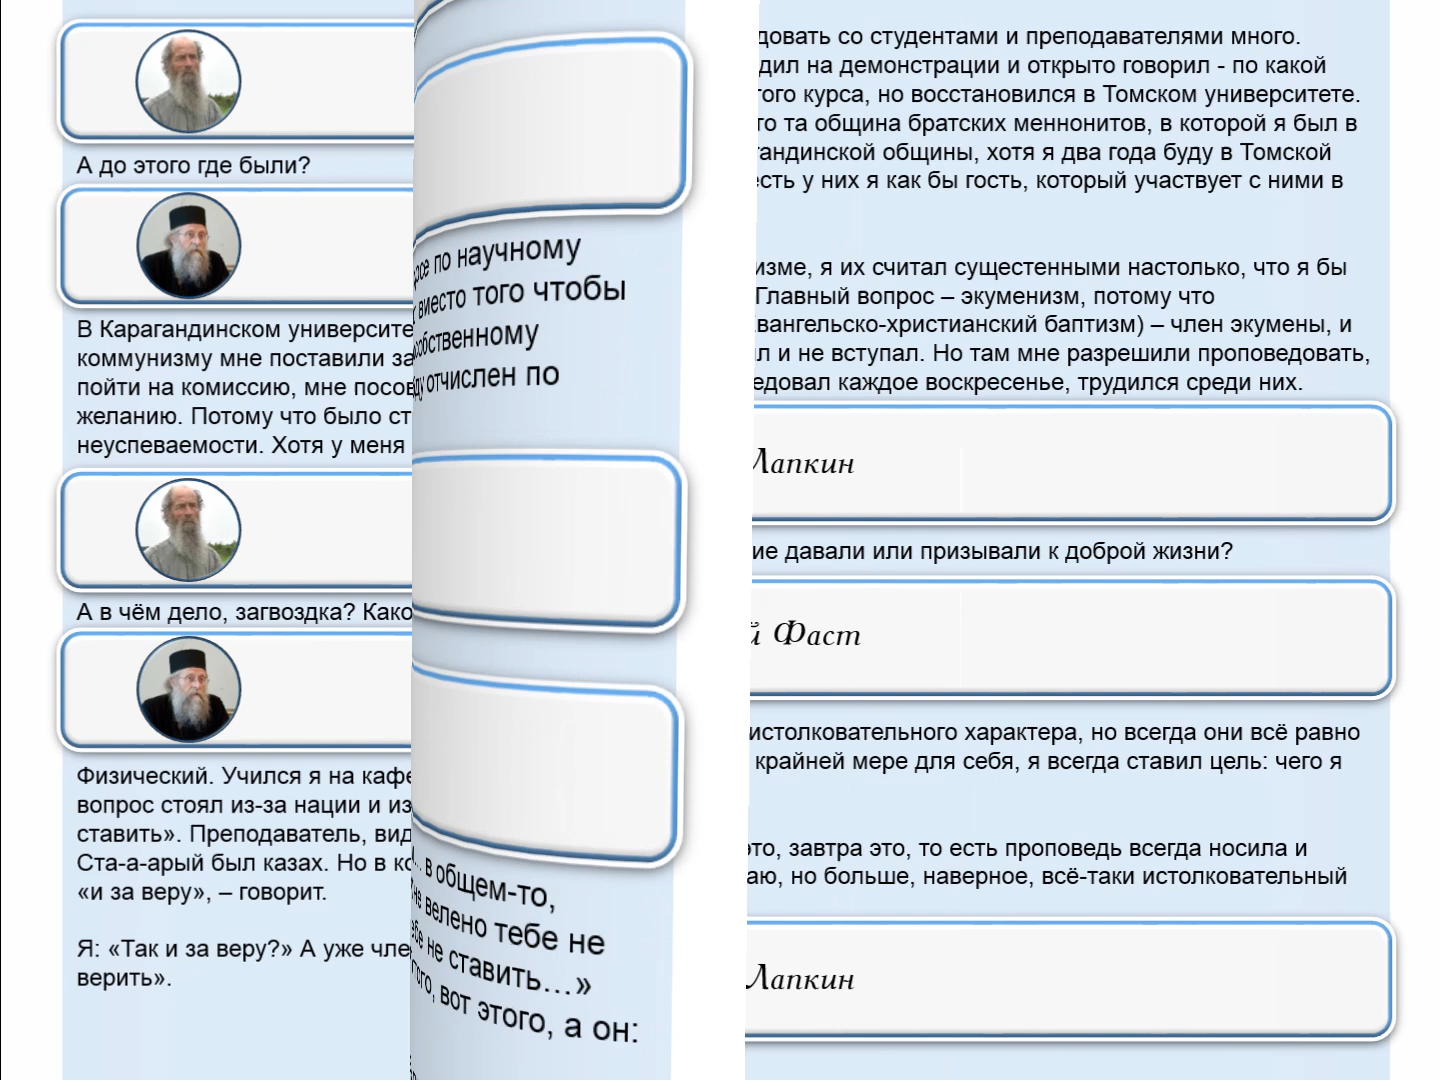 А до этого где были?
В Карагандинском университе
коммунизму мне поставили за
пойти на комиссию, мне посов
желанию. Потому что было ст
неуспеваемости. Хотя у меня
А в чём дело, загвоздка? Како
Физический. Учился я на кафе
вопрос стоял из-за нации и из
ставить». Преподаватель, вид
Ста-а-арый был казах. Но в ко
«и за веру», – говорит.
Я: «Так и за веру?» А уже чле
верить».
по научному
вместо того чтобы
собственному
отчислен по
в общем-то,
велено тебе не
не ставить…»
вот этого, а он:
довать со студентами и преподавателями много.
дил на демонстрации и открыто говорил - по какой
того курса, но восстановился в Томском университете.
то та община братских меннонитов, в которой я был в
гандинской общины, хотя я два года буду в Томской
есть у них я как бы гость, который участвует с ними в
изме, я их считал сущестенными настолько, что я бы
Главный вопрос – экуменизм, потому что
вангельско-христианский баптизм) – член экумены, и
л и не вступал. Но там мне разрешили проповедовать,
едовал каждое воскресенье, трудился среди них.
Лапкин
ие давали или призывали к доброй жизни?
й Фаст
истолковательного характера, но всегда они всё равно
крайней мере для себя, я всегда ставил цель: чего я
это, завтра это, то есть проповедь всегда носила и
аю, но больше, наверное, всё-таки истолковательный
Лапкин